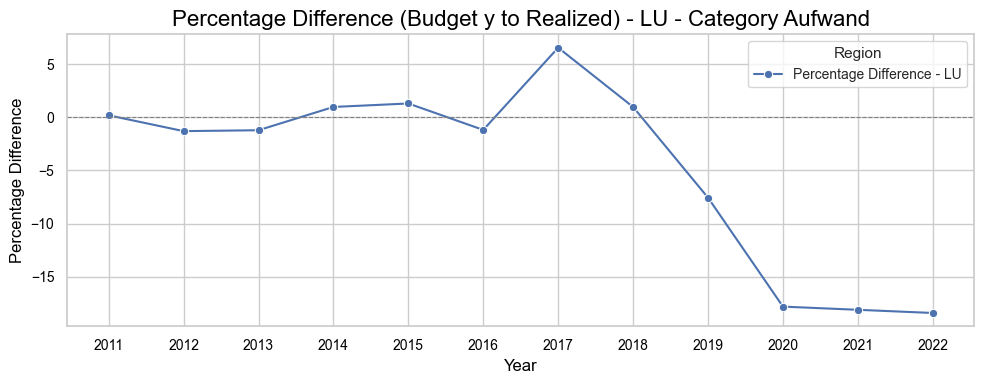 Percentage Difference (Budget y to Realized) - LU - Category Aufwand
Region
Percentage Difference - LU
Percentage Difference
5
0
−5
−10
−15
2011 2012 2013 2014 2015 2016 2017 2018 2019 2020 2021 2022
Year